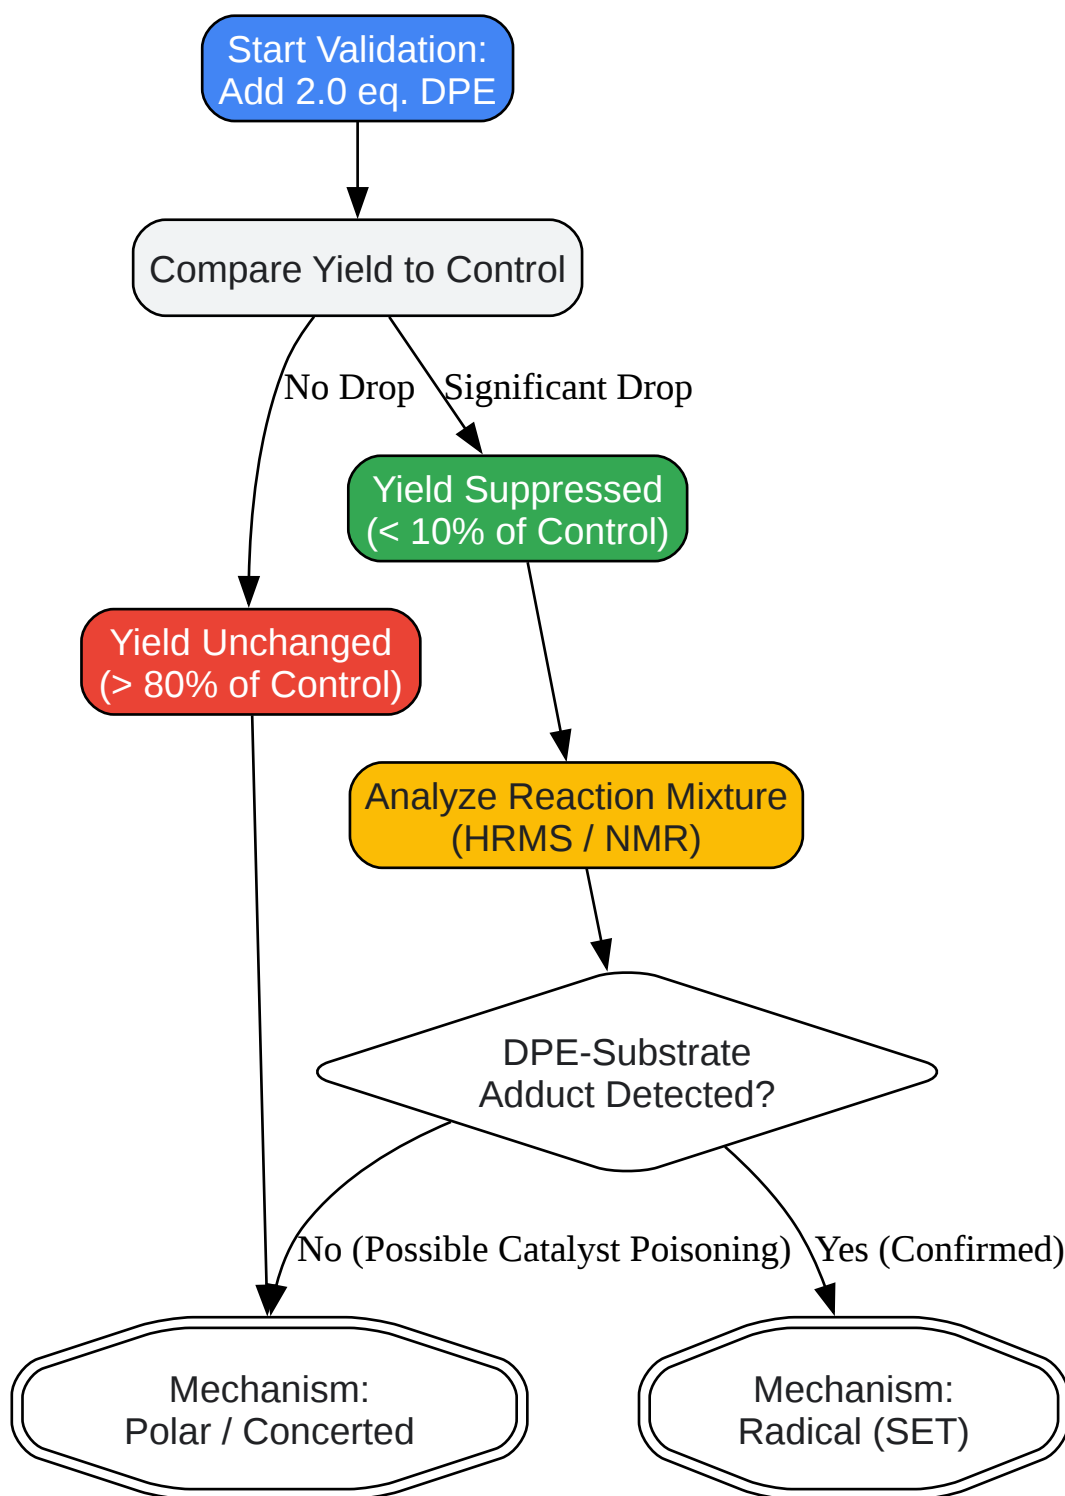 Start Validation:
Add 2.0 eq. DPE
Compare Yield to Control
No Drop
Significant Drop
Yield Suppressed
(< 10% of Control)
Yield Unchanged
(> 80% of Control)
Analyze Reaction Mixture
(HRMS / NMR)
DPE-Substrate
Adduct Detected?
No (Possible Catalyst Poisoning)
Yes (Confirmed)
Mechanism:
Polar / Concerted
Mechanism:
Radical (SET)